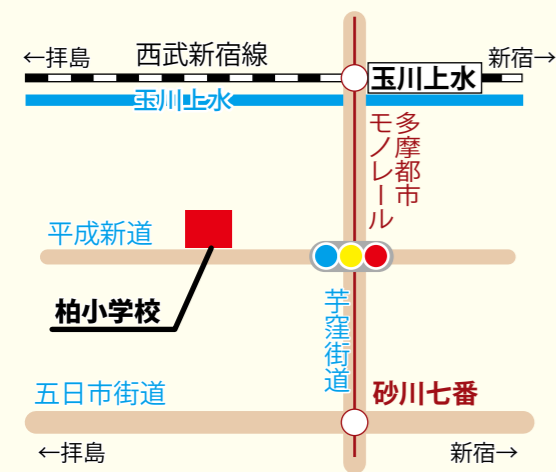 ←拝島
西武新宿線
新宿→
玉川上水
玉川上水
多摩都市
モノレール
平成新道
柏小学校
芋窪街道
五日市街道
砂川七番
←拝島
新宿→